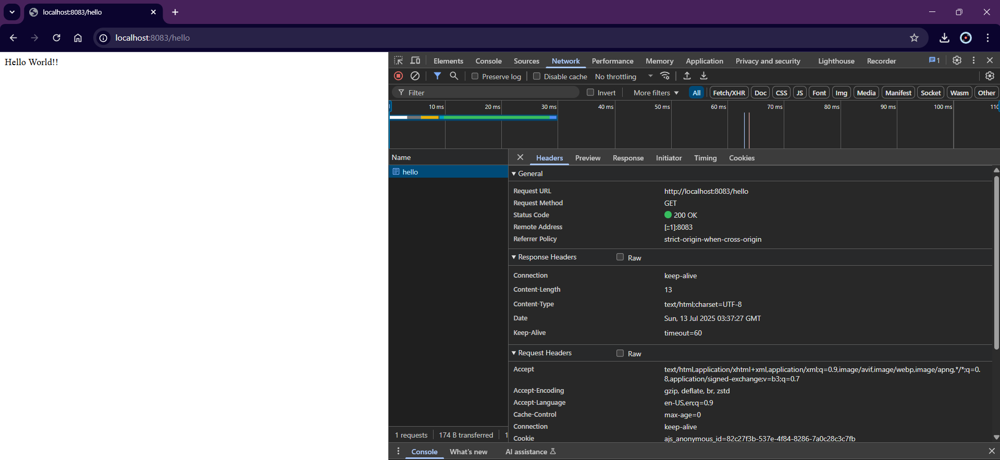 localhost:8083/hello
localhost:8083/hello
Hello World!!
Elements Console Sources Network Performance Memory Application Privacy and security Lighthouse Recorder 1
Preserve log Disable cache No throttling
Filter Invert More filters All Fetch/XHR Doc CSS JS Font Img Media Manifest Socket Wasm Other
10 ms 20 ms 30 ms 40 ms 50 ms 60 ms 70 ms 80 ms 90 ms 100 ms 110
Name
hello
Headers Preview Response Initiator Timing Cookies
General
Request URL http://localhost:8083/hello
Request Method GET
Status Code 200 OK
Remote Address [::1]:8083
Referrer Policy strict-origin-when-cross-origin
Response Headers Raw
Connection keep-alive
Content-Length 13
Content-Type text/html;charset=UTF-8
Date Sun, 13 Jul 2025 03:37:27 GMT
Keep-Alive timeout=60
Request Headers Raw
Accept text/html,application/xhtml+xml,application/xml;q=0.9,image/avif,image/webp,image/apng,*/*;q=0.
8,application/signed-exchange;v=b3;q=0.7
Accept-Encoding gzip, deflate, br, zstd
Accept-Language en-US,en;q=0.9
Cache-Control max-age=0
Connection keep-alive
Cookie ajs_anonymous_id=82c27f3b-537e-4f84-8286-7a0c28c3c7fb
1 requests 174 B transferred 1
Console What's new AI assistance